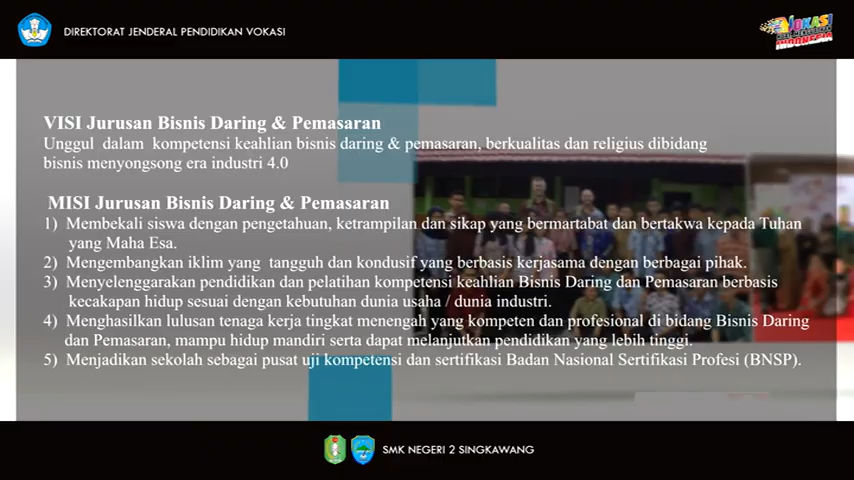 DIREKTORAT JENDERAL PENDIDIKAN VOKASI
VOKASI
INDONESIA
VISI Jurusan Bisnis Daring & Pemasaran
Unggul dalam kompetensi keahlian bisnis daring & pemasaran, berkualitas dan religius dibidang
bisnis menyongsong era industri 4.0
MISI Jurusan Bisnis Daring & Pemasaran
1) Membekali siswa dengan pengetahuan, ketrampilan dan sikap yang bermartabat dan bertakwa kepada Tuhan
yang Maha Esa.
2) Mengembangkan iklim yang tangguh dan kondusif yang berbasis kerjasama dengan berbagai pihak.
3) Menyelenggarakan pendidikan dan pelatihan kompetensi keahlian Bisnis Daring dan Pemasaran berbasis
kecakapan hidup sesuai dengan kebutuhan dunia usaha / dunia industri.
4) Menghasilkan lulusan tenaga kerja tingkat menengah yang kompeten dan profesional di bidang Bisnis Daring
dan Pemasaran, mampu hidup mandiri serta dapat melanjutkan pendidikan yang lebih tinggi.
5) Menjadikan sekolah sebagai pusat uji kompetensi dan sertifikasi Badan Nasional Sertifikasi Profesi (BNSP).
SMK NEGERI 2 SINGKAWANG